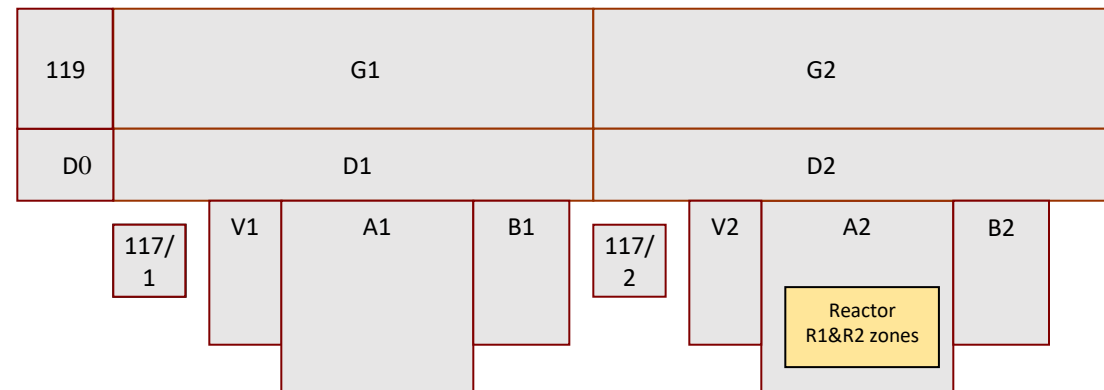 119
G1
G2
D0
D1
D2
V1
A1
B1
V2
A2
B2
117/
1
117/
2
Reactor
R1&R2 zones